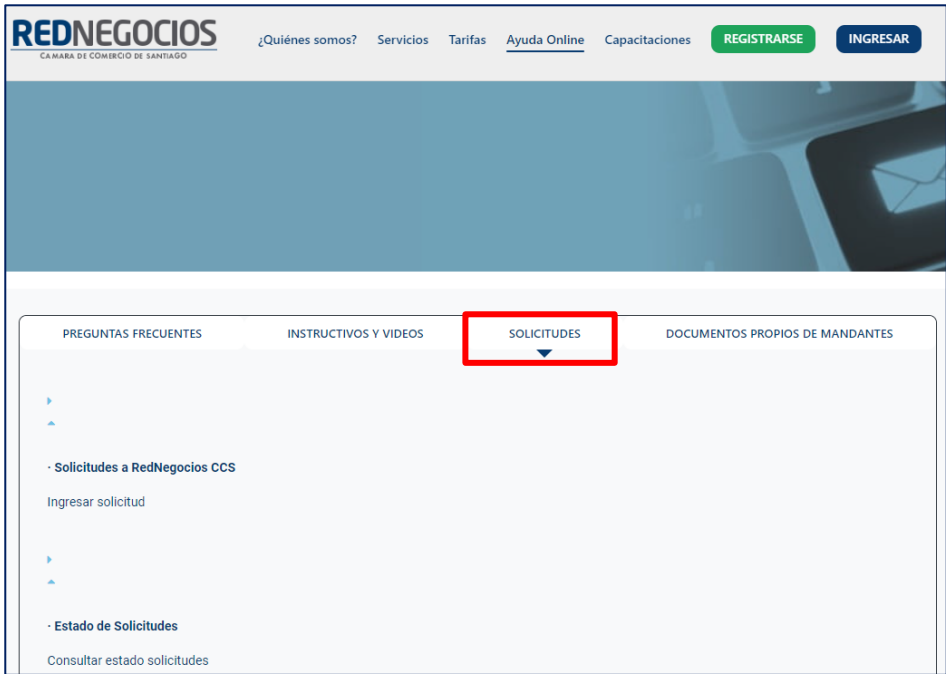 REDNEGOCIOS
CAMARA DE COMERCIO DE SANTIAGO
¿Quiénes somos? Servicios Tarifas Ayuda Online Capacitaciones REGISTRARSE INGRESAR
PREGUNTAS FRECUENTES INSTRUCTIVOS Y VIDEOS SOLICITUDES DOCUMENTOS PROPIOS DE MANDANTES
· Solicitudes a RedNegocios CCS
Ingresar solicitud
· Estado de Solicitudes
Consultar estado solicitudes